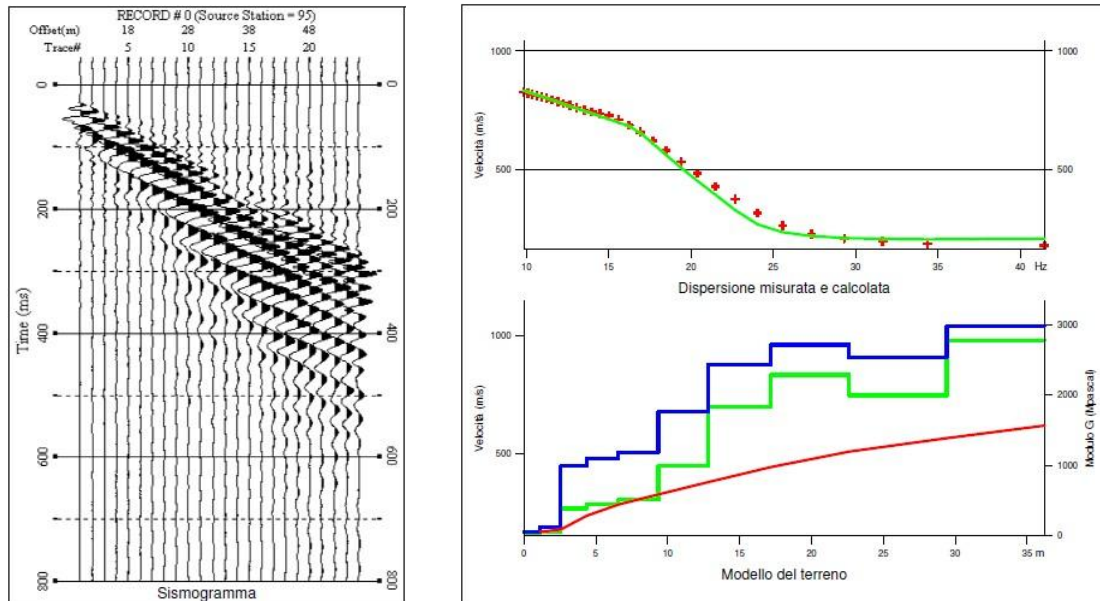 RECORD # 0 (Source Station = 95)
Offset(m) 18 28 38 48
Trace# 5 10 15 20
0 0
200 200
400 400
600 600
800 800
Time (ms)
Sismogramma
1000 1000
500 500
Velocità (m/s)
10 15 20 25 30 35 40 Hz
Dispersione misurata e calcolata
1000 3000
2000
500 1000
0
Velocità (m/s)
Modulo G (Mpascal)
0 5 10 15 20 25 30 35 m
Modello del terreno